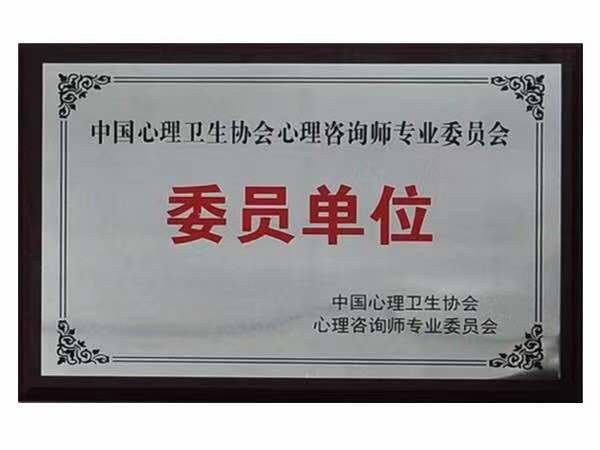 中国心理卫生协会心理咨询师专业委员会
委员单位
中国心理卫生协会
心理咨询师专业委员会